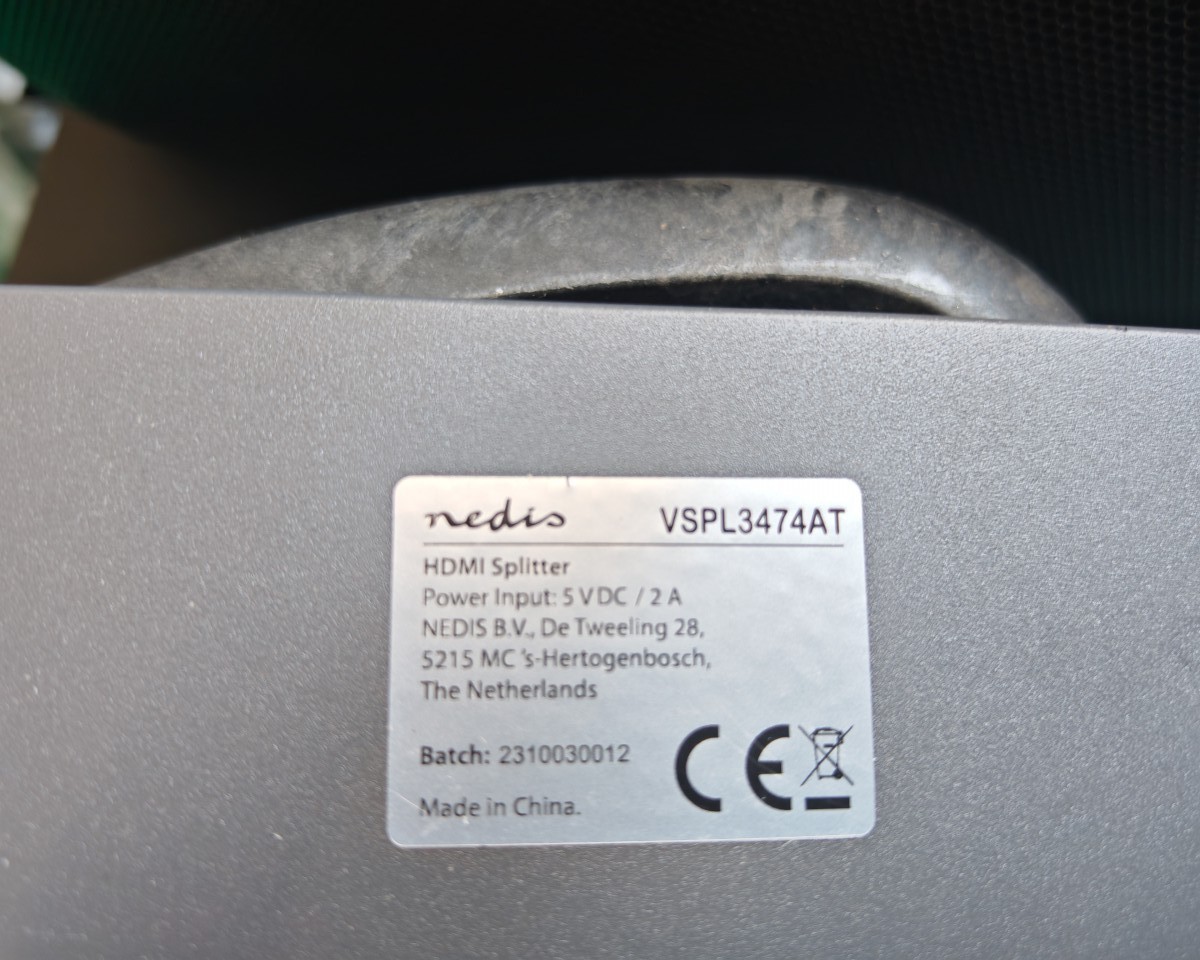 nedis VSPL3474AT
HDMI Splitter
Power Input: 5 V DC / 2 A
NEDIS B.V., De Tweeling 28,
5215 MC 's-Hertogenbosch,
The Netherlands
Batch: 2310030012
Made in China.
CE